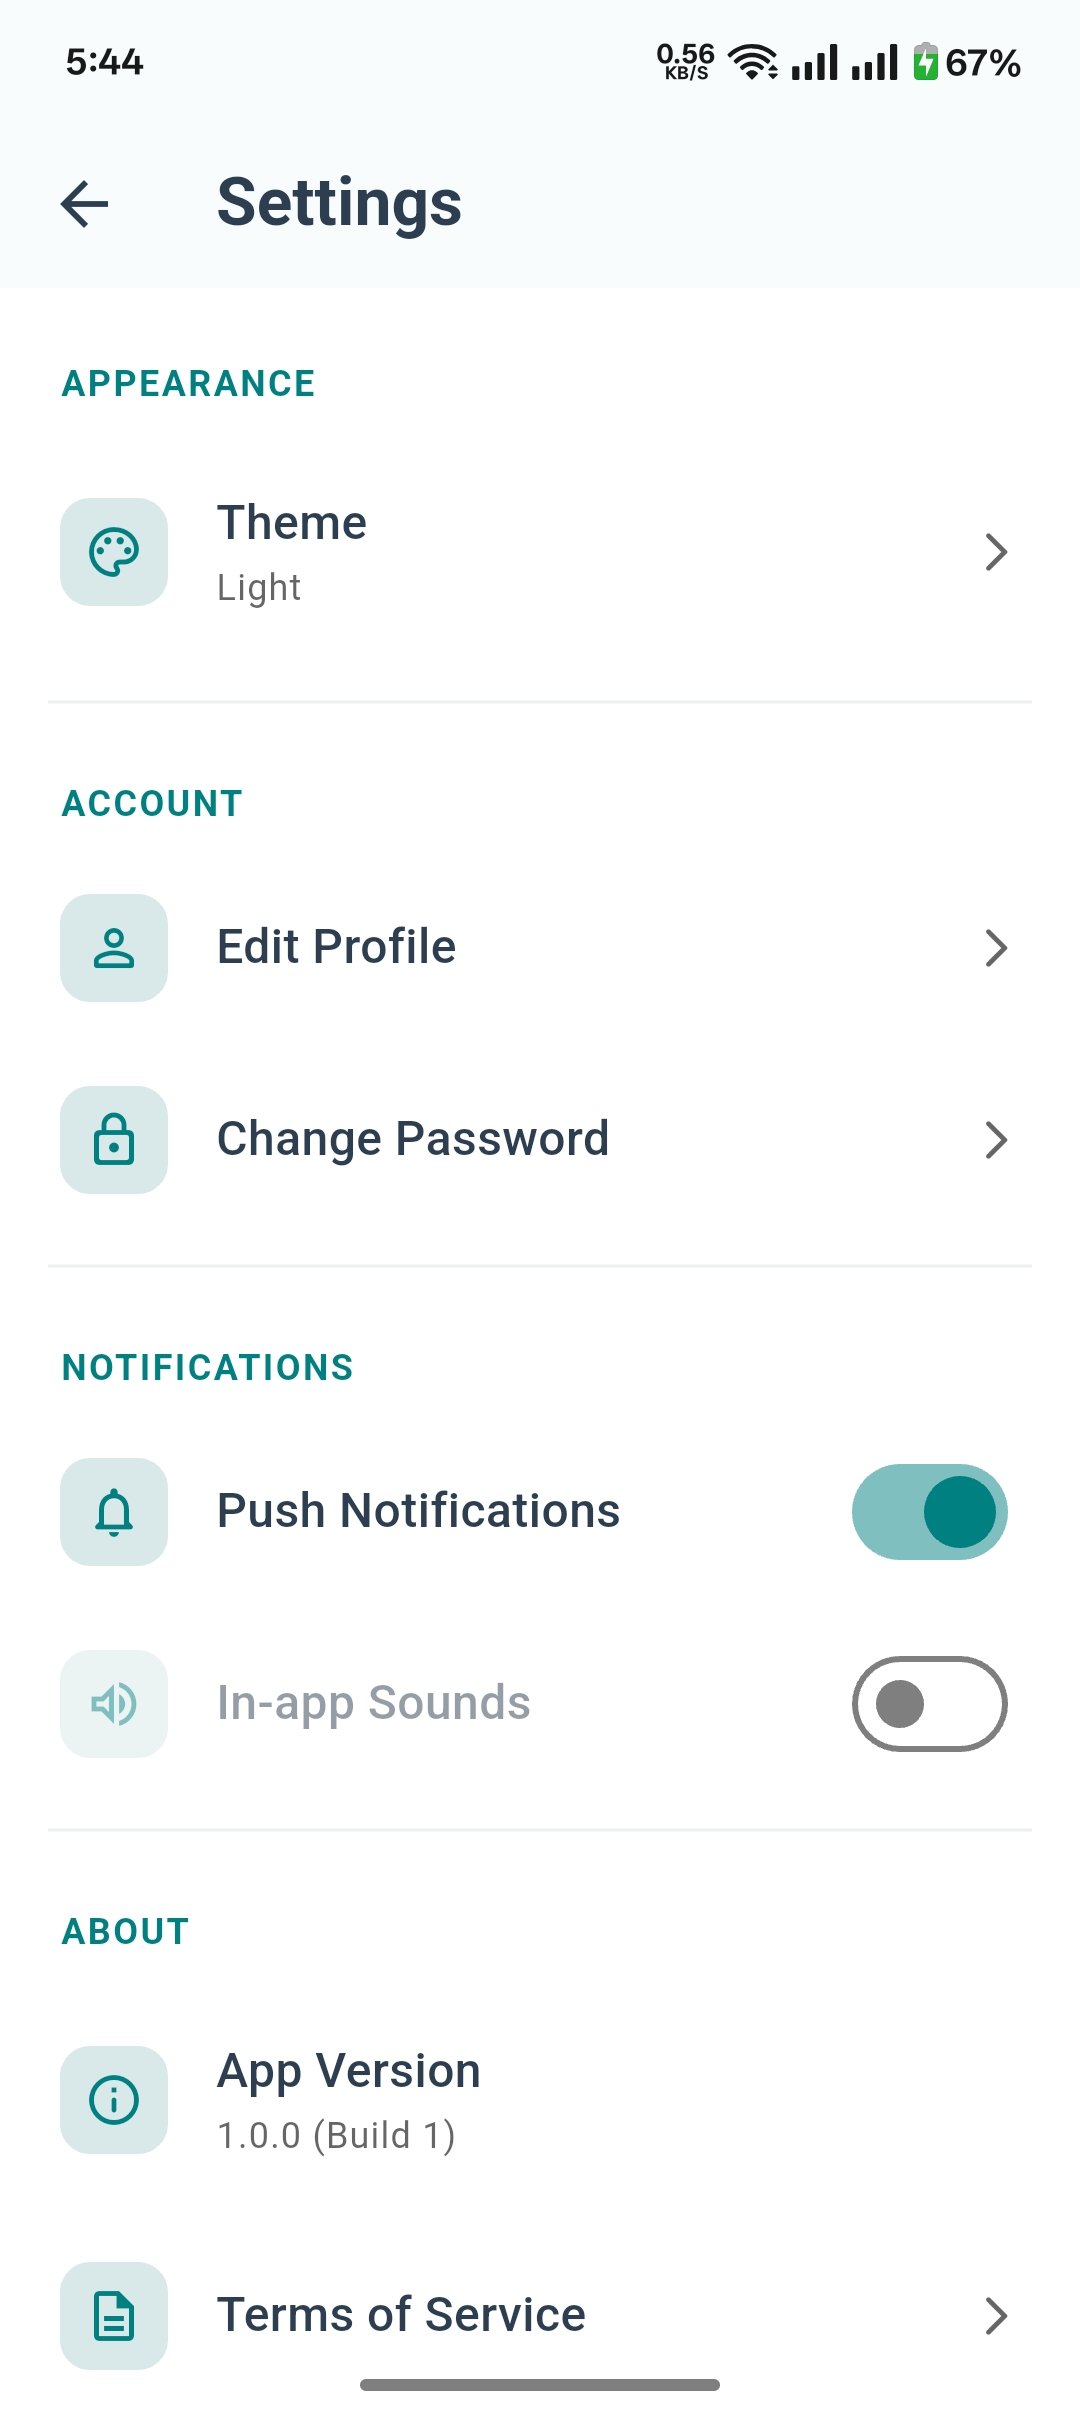 5:44
0.56
KB/S
67%
Settings
APPEARANCE
Theme
Light
ACCOUNT
Edit Profile
Change Password
NOTIFICATIONS
Push Notifications
In-app Sounds
ABOUT
App Version
1.0.0 (Build 1)
Terms of Service